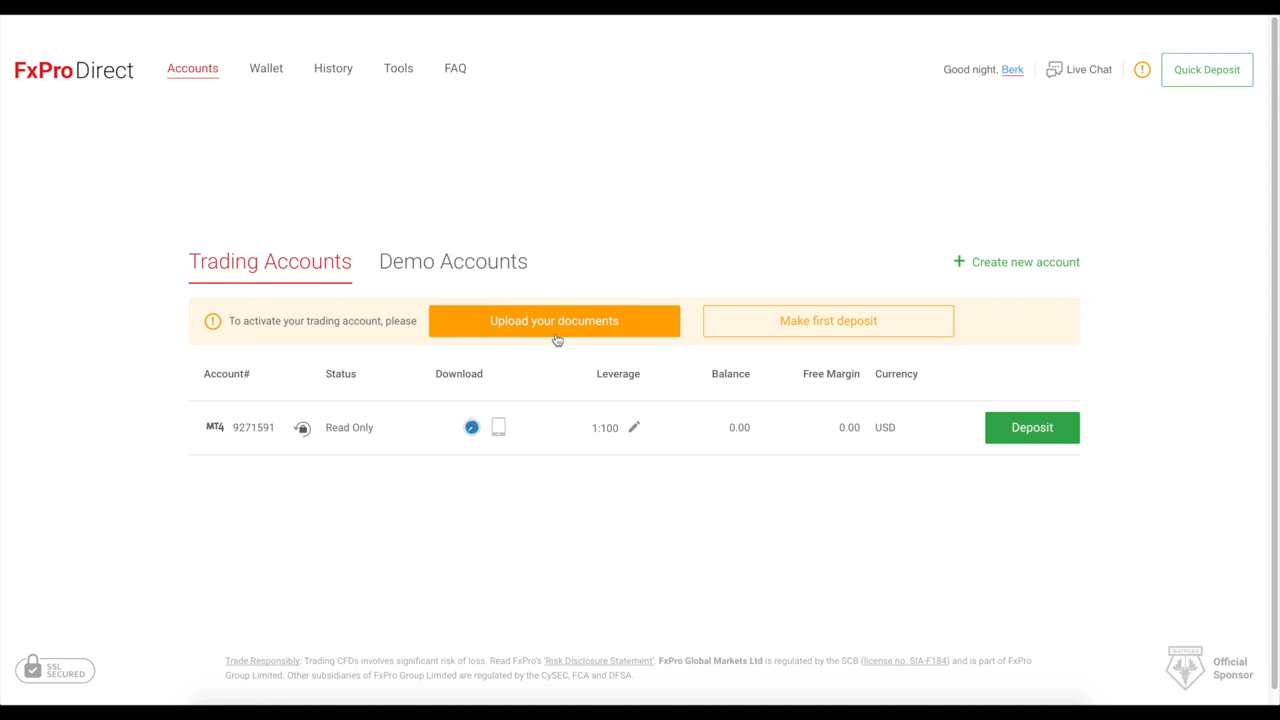 FxPro Direct
Accounts Wallet History Tools FAQ
Good night, Berk Live Chat Quick Deposit
Trading Accounts Demo Accounts
+ Create new account
To activate your trading account, please Upload your documents Make first deposit
Account# Status Download Leverage Balance Free Margin Currency
MT4 9271591 Read Only 1:100 0.00 0.00 USD Deposit
SSL
SECURED
Trade Responsibly: Trading CFDs involves significant risk of loss. Read FxPro's 'Risk Disclosure Statement'. FxPro Global Markets Ltd is regulated by the SCB (license no. SIA-F184) and is part of FxPro
Group Limited. Other subsidiaries of FxPro Group Limited are regulated by the CySEC, FCA and DFSA.
WATFORD
Official
Sponsor